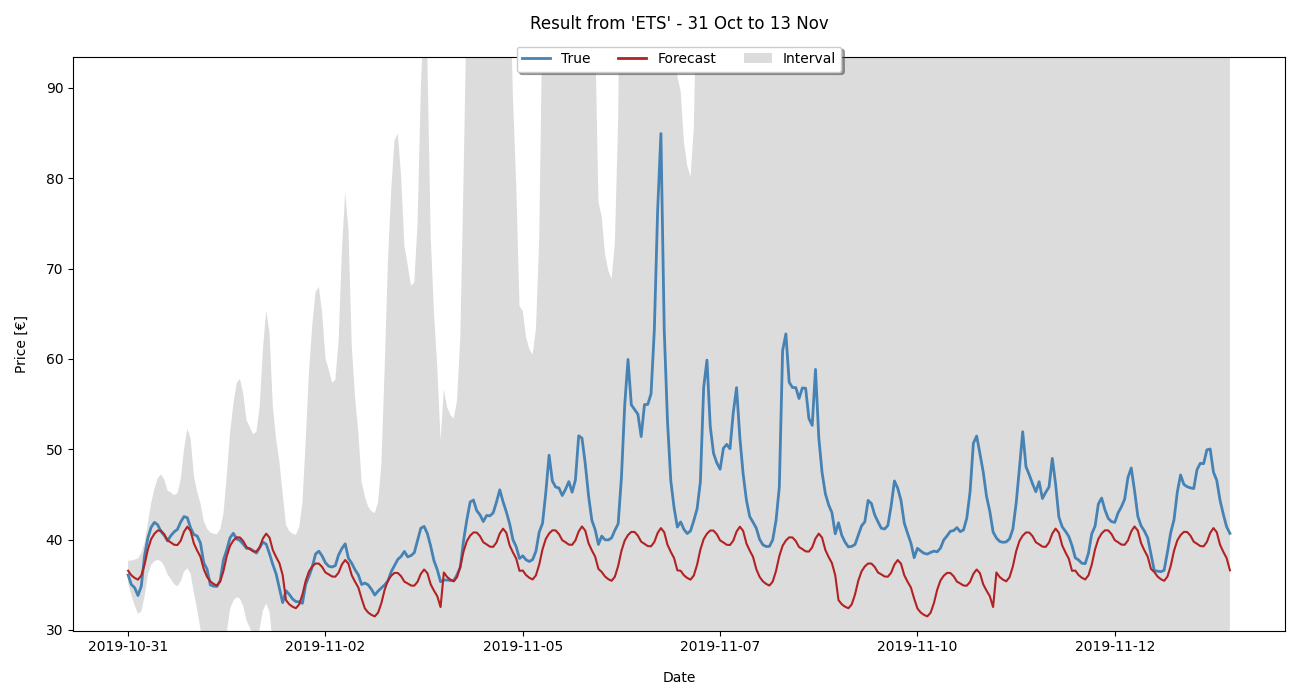 Result from 'ETS' - 31 Oct to 13 Nov
True Forecast Interval
90
80
70
60
50
40
30
Price [€]
2019-10-31 2019-11-02 2019-11-05 2019-11-07 2019-11-10 2019-11-12
Date